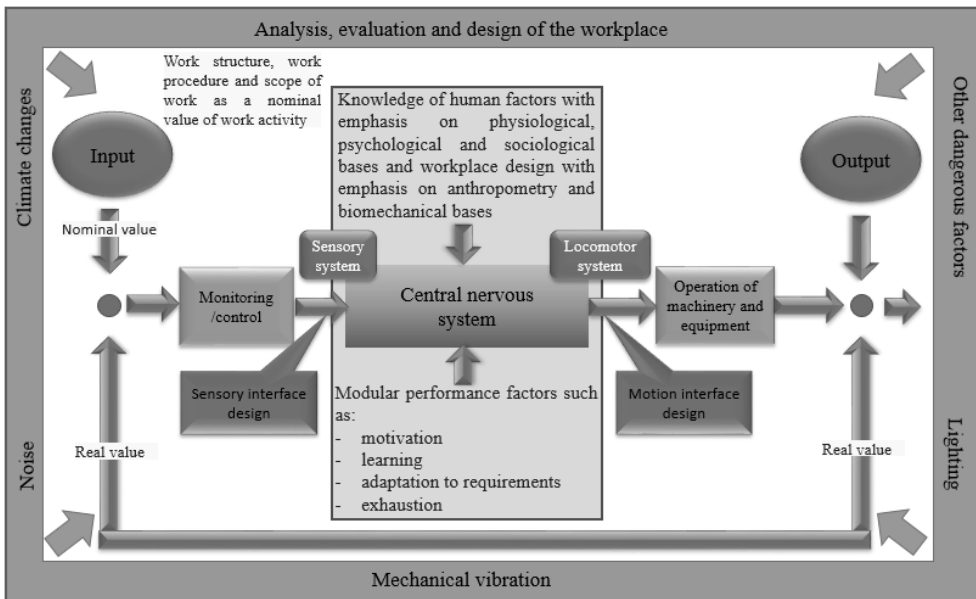 Analysis, evaluation and design of the workplace
Climate changes
Noise
Work structure, work
procedure and scope of
work as a nominal
value of work activity
Input
Nominal value
Knowledge of human factors with
emphasis on physiological,
psychological and sociological
bases and workplace design with
emphasis on anthropometry and
biomechanical bases
Output
Other dangerous factors
Lighting
Sensory
system
Locomotor
system
Monitoring
/control
Central nervous
system
Operation of
machinery and
equipment
Sensory interface
design
Motion interface
design
Modular performance factors such
as:
- motivation
- learning
- adaptation to requirements
- exhaustion
Real value
Real value
Mechanical vibration